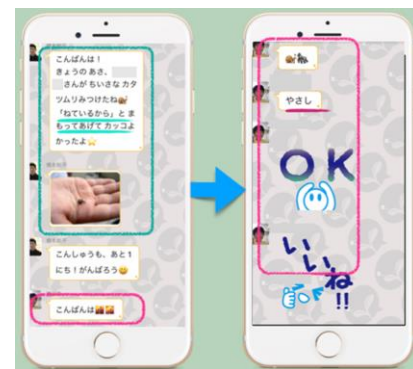 こんばんは!
きょうの あさ、
さんが ちいさな カタ
ツムリみつけたね🐌
「ねているから」と ま
もってあげて カッコよ
かったよ⭐
こんしゅうも、あと1
にち!がんばろう😀
こんばんは🌇🌇
やさし
OK
いいね
!!